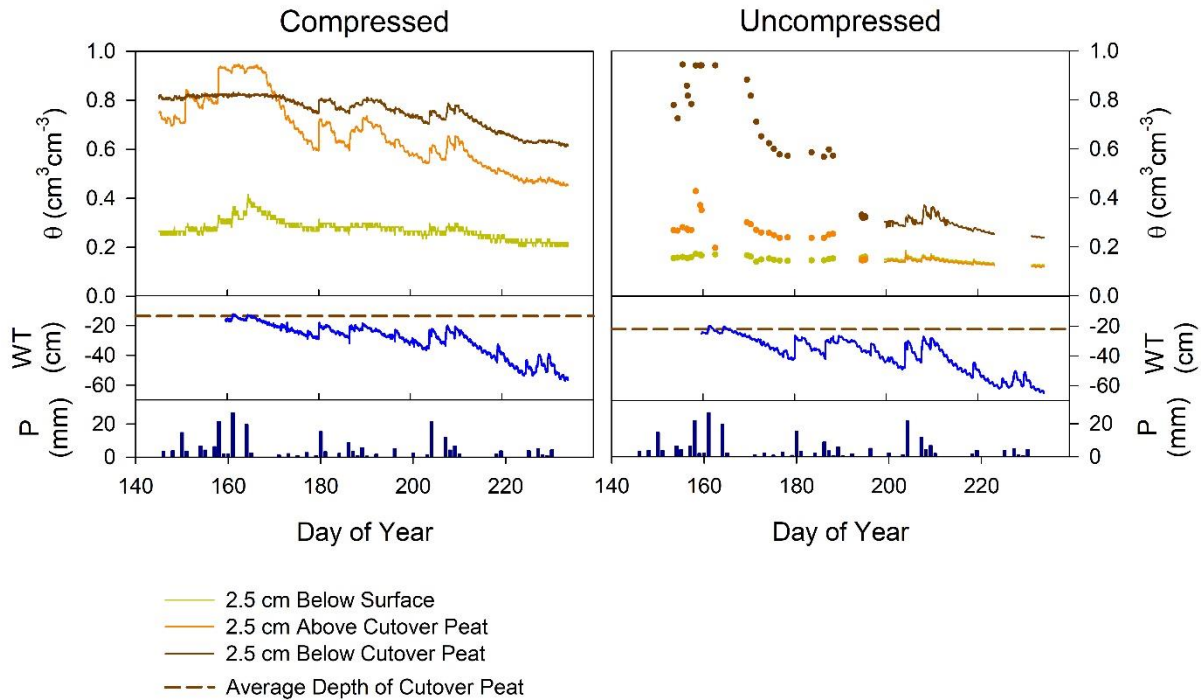 Compressed
Uncompressed
1.0
0.8
0.6
0.4
0.2
0.0
θ (cm³cm⁻³)
1.0
0.8
0.6
0.4
0.2
0.0
θ (cm³cm⁻³)
-20
-40
-60
WT
(cm)
-20
-40
-60
WT
(cm)
20
0
P
(mm)
20
0
P
(mm)
140 160 180 200 220
140 160 180 200 220
Day of Year
Day of Year
2.5 cm Below Surface
2.5 cm Above Cutover Peat
2.5 cm Below Cutover Peat
Average Depth of Cutover Peat